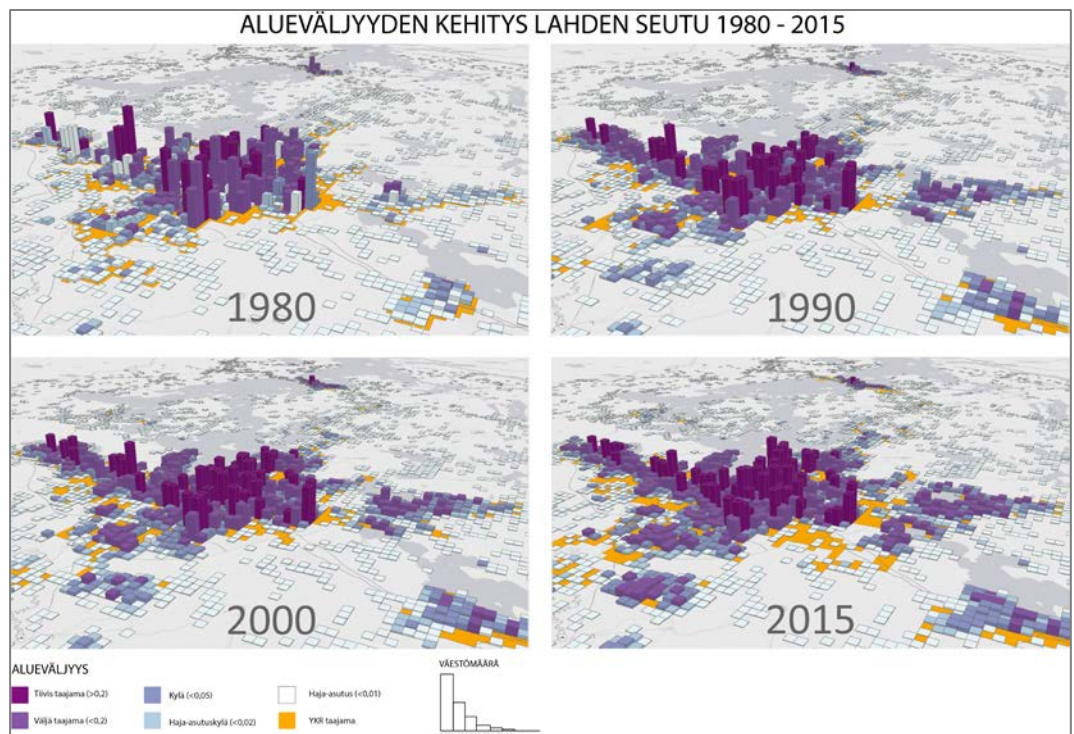 ALUEVÄLJYYDEN KEHITYS LAHDEN SEUTU 1980 - 2015
1980
1990
2000
2015
ALUEVÄLJYYS
Tiivis taajama (>0,2)
Väljä taajama (<0,2)
Kylä (<0,05)
Haja-asutuskylä (<0,02)
Haja-asutus (<0,01)
YKR taajama
VÄESTÖMÄÄRÄ